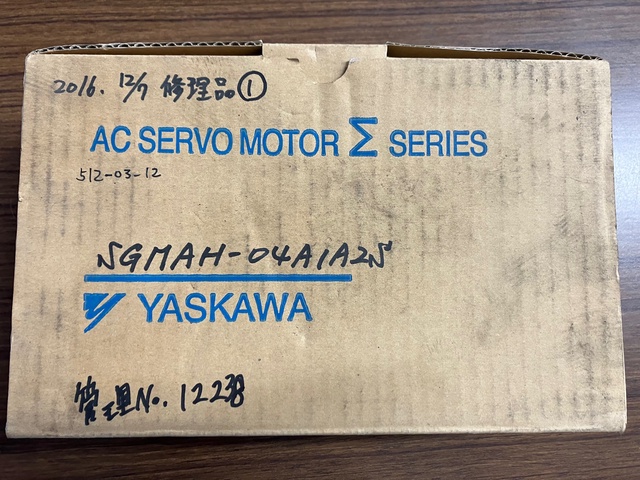 2016. 12/7 修理品①
AC SERVO MOTOR Σ SERIES
512-03-12
SGMAH-04A1A2S
YASKAWA
管理No. 12238